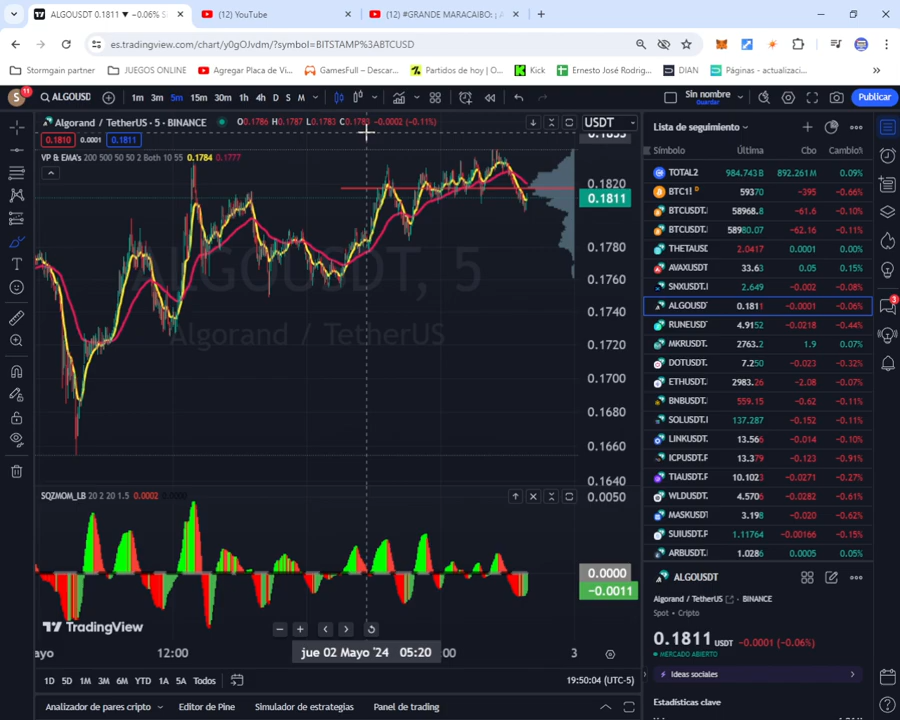 ALGOUSDT 0.1811 ▼ −0.06% S
(12) YouTube
(12) #GRANDE MARACAIBO: ¡ A
es.tradingview.com/chart/y0gOJvdm/?symbol=BITSTAMP%3ABTCUSD
Stormgain partner
JUEGOS ONLINE
Agregar Placa de Vi...
GamesFull – Descar...
Partidos de hoy | O...
Kick
Ernesto José Rodrig...
DIAN
Páginas - actualizaci...
S 11
ALGOUSD
1m 3m 5m 15m 30m 1h 4h D S M
Sin nombre
Guardar
Publicar
Algorand / TetherUS · 5 · BINANCE
O0.1786 H0.1787 L0.1783 C0.1783 −0.0002 (−0.11%)
USDT
0.1810 0.0001 0.1811
VP & EMA's 200 500 50 50 2 Both 10 55 0.1784 0.1777
ALGOUSDT, 5
Algorand / TetherUS
0.1820
0.1811
0.1780
0.1760
0.1740
0.1720
0.1700
0.1680
0.1660
0.1640
SQZMOM_LB 20 2 20 1.5 0.0002 0.0000
0.0050
0.0000
−0.0011
TradingView
ayo
12:00
jue 02 Mayo '24 05:20
:00
3
1D 5D 1M 3M 6M YTD 1A 5A Todos
19:50:04 (UTC-5)
Analizador de pares cripto
Editor de Pine
Simulador de estrategias
Panel de trading
Lista de seguimiento
Símbolo Última Cbo Cambio%
TOTAL2 984.743B 892.261M 0.09%
BTC1! D 59370 −395 −0.66%
BTCUSDT.I 58968.8 −61.6 −0.10%
BTCUSDT. 58980.07 −62.16 −0.11%
THETAUSD 2.0417 0.0001 0.00%
AVAXUSDT 33.63 0.05 0.15%
SNXUSDT. 2.649 −0.002 −0.08%
ALGOUSD 0.1811 −0.0001 −0.06%
RUNEUSD 4.9152 −0.0218 −0.44%
MKRUSDT. 2763.2 1.9 0.07%
DOTUSDT. 7.250 −0.023 −0.32%
ETHUSDT.I 2983.26 −2.08 −0.07%
BNBUSDT. 559.15 −0.62 −0.11%
SOLUSDT.I 137.287 −0.152 −0.11%
LINKUSDT. 13.566 −0.014 −0.10%
ICPUSDT.P 13.379 −0.123 −0.91%
TIAUSDT.P 10.1023 −0.0271 −0.27%
WLDUSDT. 4.5706 −0.0282 −0.61%
MASKUSDT 3.198 −0.020 −0.62%
SUIUSDT.P 1.11764 −0.00166 −0.15%
ARBUSDT.I 1.0286 0.0005 0.05%
ALGOUSDT
Algorand / TetherUS · BINANCE
Spot • Cripto
0.1811 USDT −0.0001 (−0.06%)
MERCADO ABIERTO
Ideas sociales
Estadísticas clave
3